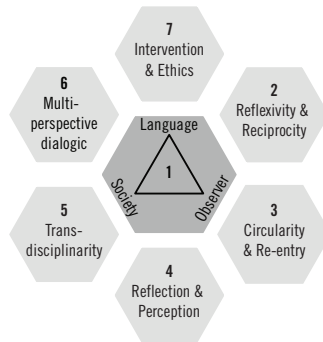 7
Intervention
& Ethics
6
Multi-
perspective
dialogic
2
Reflexivity &
Reciprocity
Language
1
Society
Observer
5
Trans-
disciplinarity
3
Circularity
& Re-entry
4
Reflection &
Perception